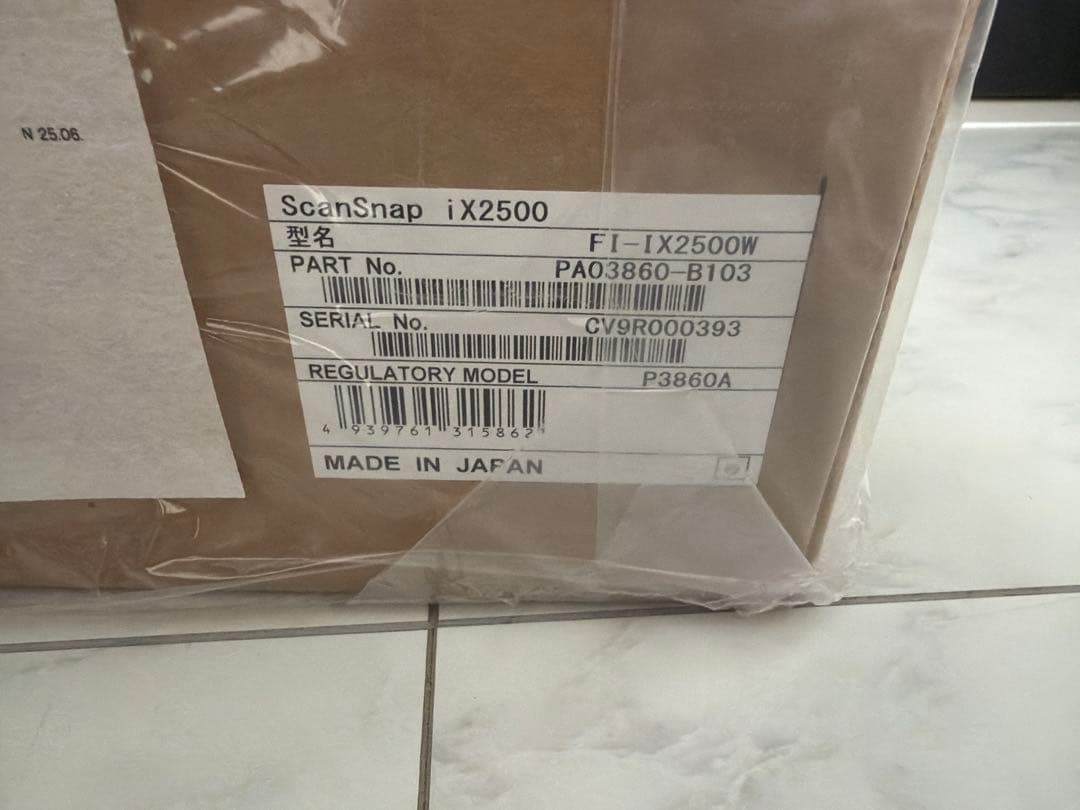 N 25.06.
ScanSnap iX2500
型名 FI-IX2500W
PART No. PA03860-B103
SERIAL No. CV9R000393
REGULATORY MODEL P3860A
4 939761 315862
MADE IN JAPAN